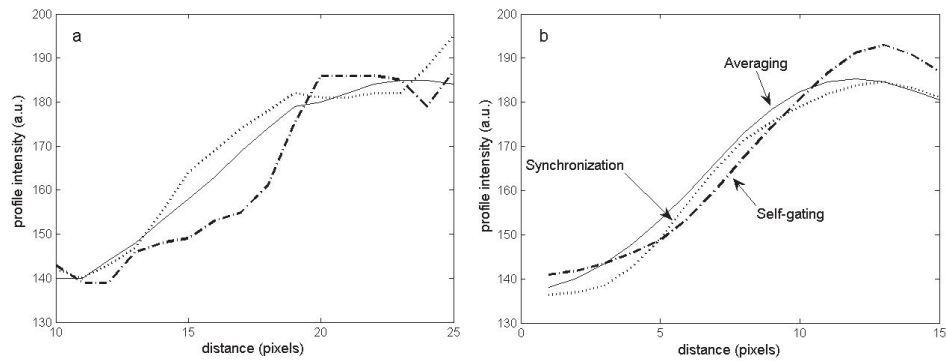 a
200
190
180
170
160
150
140
130
profile intensity (a.u.)
10
15
20
25
distance (pixels)
b
200
190
180
170
160
150
140
130
profile intensity (a.u.)
Averaging
Synchronization
Self-gating
0
5
10
15
distance (pixels)